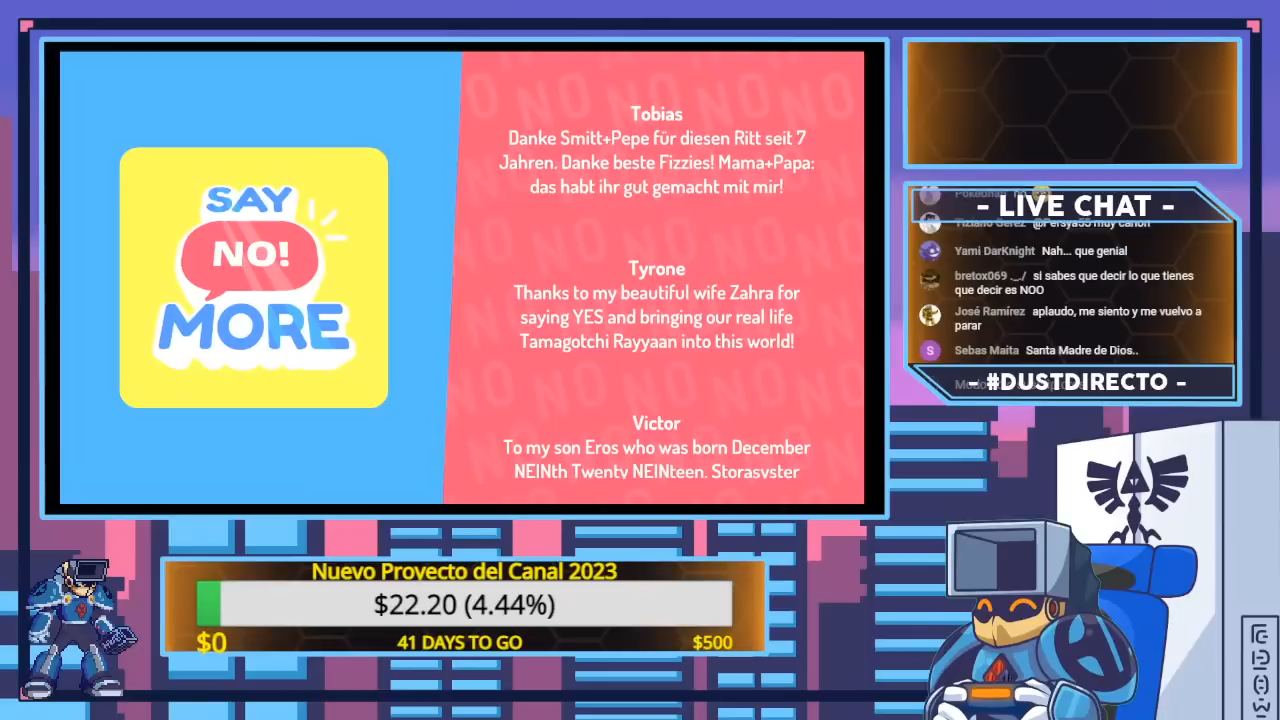 SAY
NO!
MORE
Tobias
Danke Smitt+Pepe für diesen Ritt seit 7
Jahren. Danke beste Fizzies! Mama+Papa:
das habt ihr gut gemacht mit mir!
Tyrone
Thanks to my beautiful wife Zahra for
saying YES and bringing our real life
Tamagotchi Rayyaan into this world!
Victor
To my son Eros who was born December
NEINth Twenty NEINteen. Storasyster
- LIVE CHAT -
Tiziano Gerez @Persya55 muy cañon
Yami DarKnight Nah... que genial
bretox069 ._./ si sabes que decir lo que tienes
que decir es NOO
José Ramírez aplaudo, me siento y me vuelvo a
parar
Sebas Maita Santa Madre de Dios..
- #DUSTDIRECTO -
Nuevo Proyecto del Canal 2023
$22.20 (4.44%)
$0
41 DAYS TO GO
$500